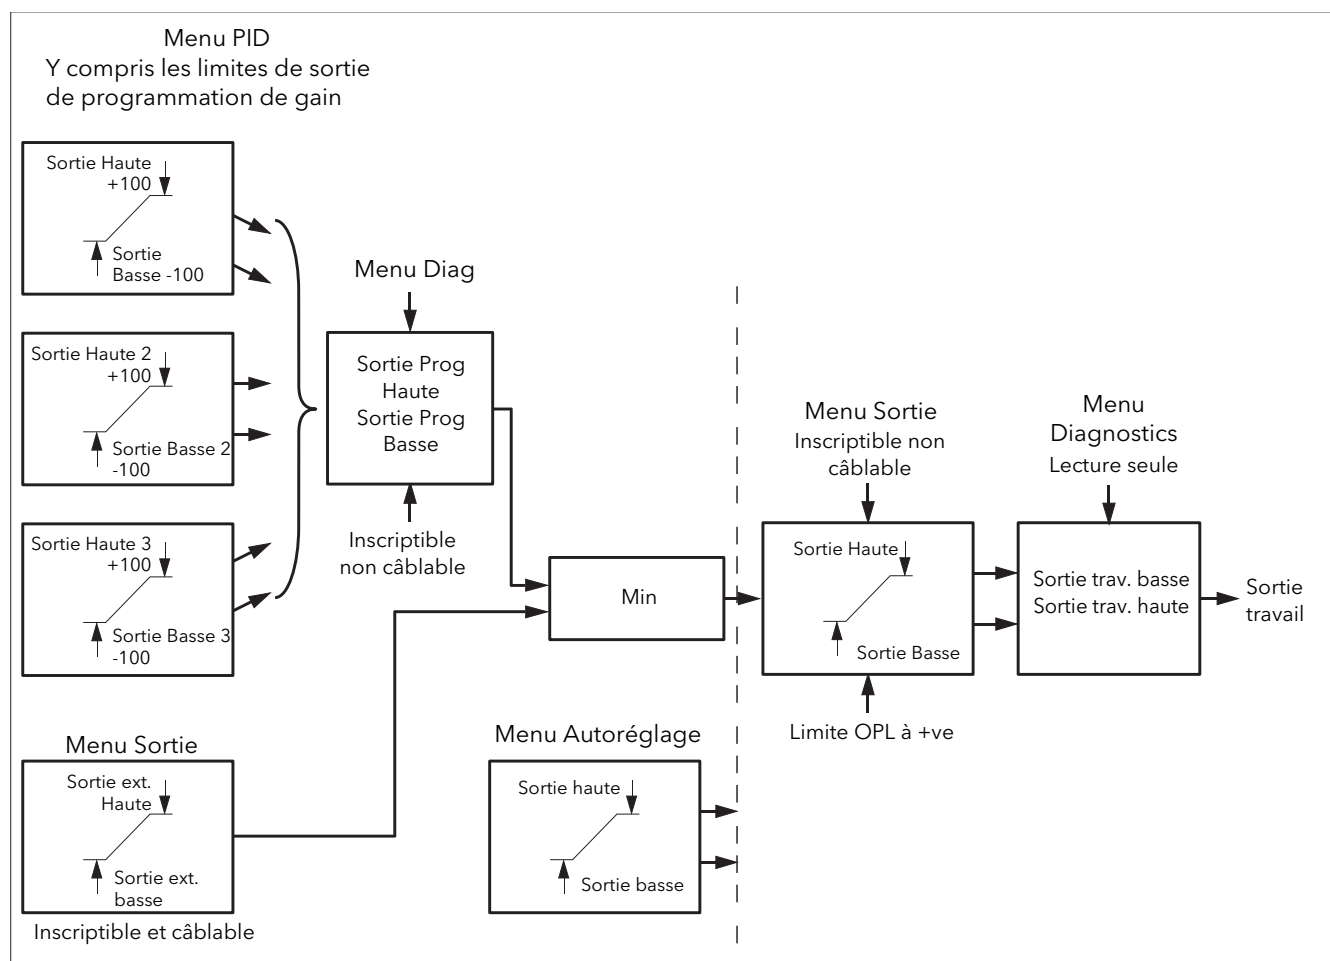 Menu PID
Y compris les limites de sortie
de programmation de gain
Sortie Haute
+100
Sortie
Basse -100
Sortie Haute 2
+100
Sortie Basse 2
-100
Sortie Haute 3
+100
Sortie Basse 3
-100
Menu Diag
Sortie Prog
Haute
Sortie Prog
Basse
Inscriptible
non câblable
Min
Menu Sortie
Sortie ext.
Haute
Sortie ext.
basse
Inscriptible et câblable
Menu Autoréglage
Sortie haute
Sortie basse
Menu Sortie
Inscriptible non
câblable
Sortie Haute
Sortie Basse
Limite OPL à +ve
Menu
Diagnostics
Lecture seule
Sortie trav. basse
Sortie trav. haute
Sortie
travail